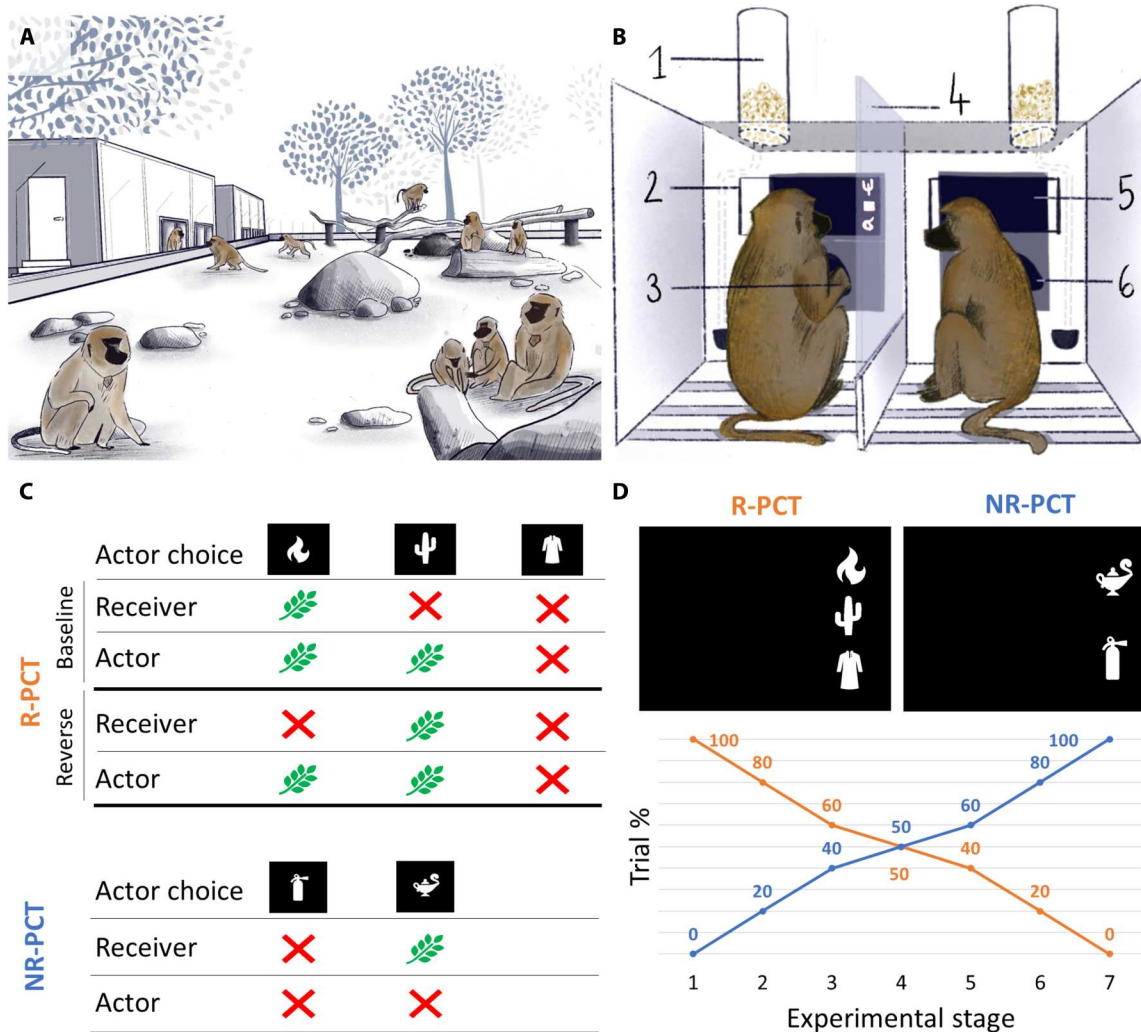 A
B
1
2
3
4
5
6
C
Actor choice
Baseline
Receiver
Actor
R-PCT
Reverse
Receiver
Actor
NR-PCT
Actor choice
Receiver
Actor
D
R-PCT
NR-PCT
100
100
80
80
60
60
50
40
40
50
20
20
0
0
Trial %
1 2 3 4 5 6 7
Experimental stage